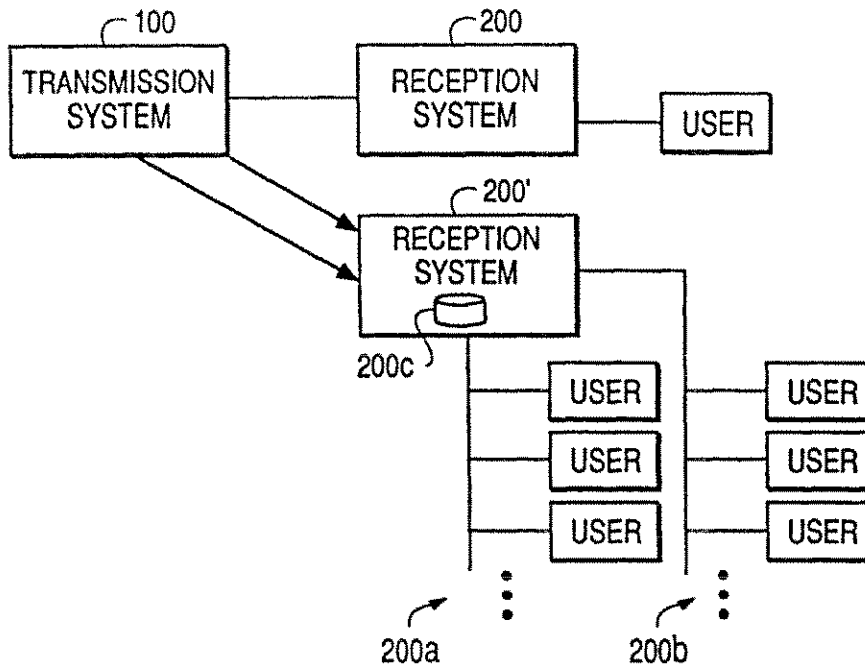 100
TRANSMISSION
SYSTEM
200
RECEPTION
SYSTEM
USER
200'
RECEPTION
SYSTEM
200c
USER
USER
USER
USER
USER
USER
200a
200b